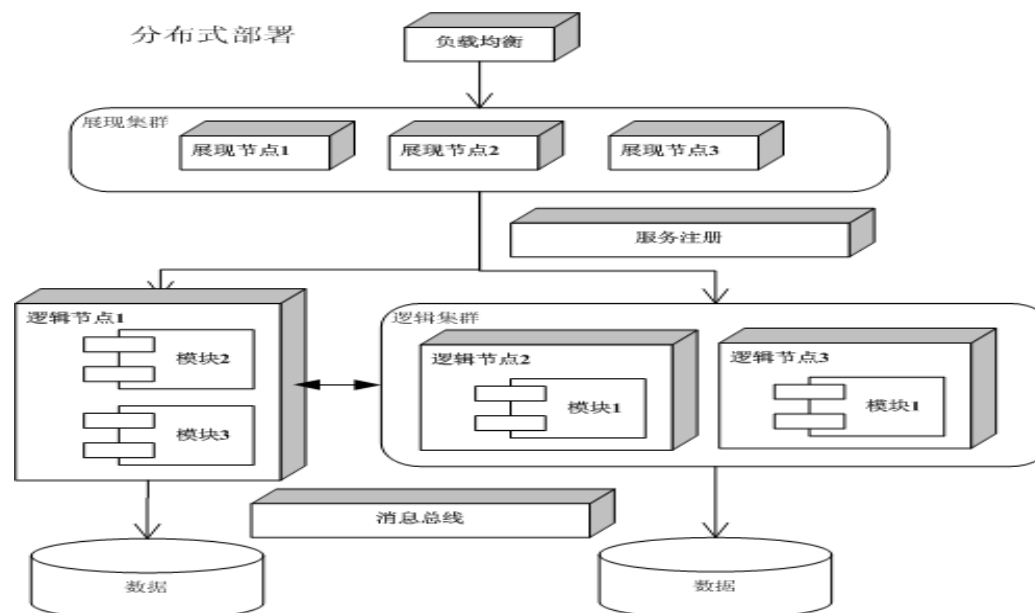 分布式部署
负载均衡
展现集群
展现节点1
展现节点2
展现节点3
服务注册
逻辑节点1
模块2
模块3
逻辑集群
逻辑节点2
模块1
逻辑节点3
模块1
消息总线
数据
数据